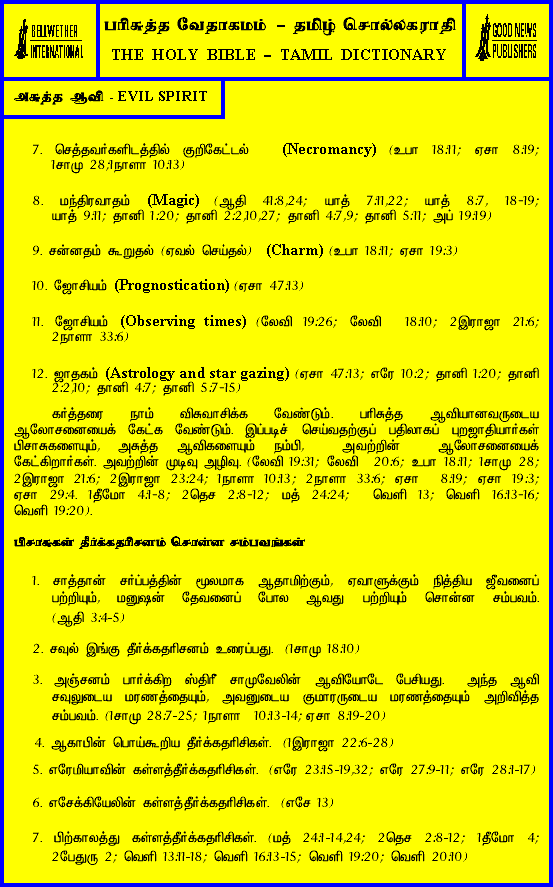 BELLWETHER
INTERNATIONAL
பரிசுத்த வேதாகமம் – தமிழ் சொல்லகராதி
THE HOLY BIBLE – TAMIL DICTIONARY
GOOD NEWS
PUBLISHERS
அசுத்த ஆவி - EVIL SPIRIT
7. செத்தவர்களிடத்தில் குறிகேட்டல் (Necromancy) (உபா 18:11; ஏசா 8:19;
1சாமு 28;1நாளா 10:13)
8. மந்திரவாதம் (Magic) (ஆதி 41:8,24; யாத் 7:11,22; யாத் 8:7, 18-19;
யாத் 9:11; தானி 1:20; தானி 2:2,10,27; தானி 4:7,9; தானி 5:11; அப் 19:19)
9. சன்னதம் கூறுதல் (ஏவல் செய்தல்) (Charm) (உபா 18:11; ஏசா 19:3)
10. ஜோசியம் (Prognostication) (ஏசா 47:13)
11. ஜோசியம் (Observing times) (லேவி 19:26; லேவி 18:10; 2இராஜா 21:6;
2நாளா 33:6)
12. ஜாதகம் (Astrology and star gazing) (ஏசா 47:13; எரே 10:2; தானி 1:20; தானி
2:2,10; தானி 4:7; தானி 5:7-15)
கர்த்தரை நாம் விசுவாசிக்க வேண்டும். பரிசுத்த ஆவியானவருடைய
ஆலோசனையைக் கேட்க வேண்டும். இப்படிச் செய்வதற்குப் பதிலாகப் புறஜாதியார்கள்
பிசாசுகளையும், அசுத்த ஆவிகளையும் நம்பி, அவற்றின் ஆலோசனையைக்
கேட்கிறார்கள். அவற்றின் முடிவு அழிவு. (லேவி 19:31; லேவி 20:6; உபா 18:11; 1சாமு 28;
2இராஜா 21:6; 2இராஜா 23:24; 1நாளா 10:13; 2நாளா 33:6; ஏசா 8:19; ஏசா 19:3;
ஏசா 29:4. 1தீமோ 4:1-8; 2தெச 2:8-12; மத் 24:24; வெளி 13; வெளி 16:13-16;
வெளி 19:20).
பிசாசுகள் தீர்க்கதரிசனம் சொன்ன சம்பவங்கள்
1. சாத்தான் சர்ப்பத்தின் மூலமாக ஆதாமிற்கும், ஏவாளுக்கும் நித்திய ஜீவனைப்
பற்றியும், மனுஷன் தேவனைப் போல ஆவது பற்றியும் சொன்ன சம்பவம்.
(ஆதி 3:4-5)
2. சவுல் இங்கு தீர்க்கதரிசனம் உரைப்பது. (1சாமு 18:10)
3. அஞ்சனம் பார்க்கிற ஸ்திரீ சாமுவேலின் ஆவியோடே பேசியது. அந்த ஆவி
சவுலுடைய மரணத்தையும், அவனுடைய குமாரருடைய மரணத்தையும் அறிவித்த
சம்பவம். (1சாமு 28:7-25; 1நாளா 10:13-14; ஏசா 8:19-20)
4. ஆகாபின் பொய்கூறிய தீர்க்கதரிசிகள். (1இராஜா 22:6-28)
5. எரேமியாவின் கள்ளத்தீர்க்கதரிசிகள். (எரே 23:15-19,32; எரே 27:9-11; எரே 28:1-17)
6. எசேக்கியேலின் கள்ளத்தீர்க்கதரிசிகள். (எசே 13)
7. பிற்காலத்து கள்ளத்தீர்க்கதரிசிகள். (மத் 24:1-14,24; 2தெச 2:8-12; 1தீமோ 4;
2பேதுரு 2; வெளி 13:11-18; வெளி 16:13-15; வெளி 19:20; வெளி 20:10)